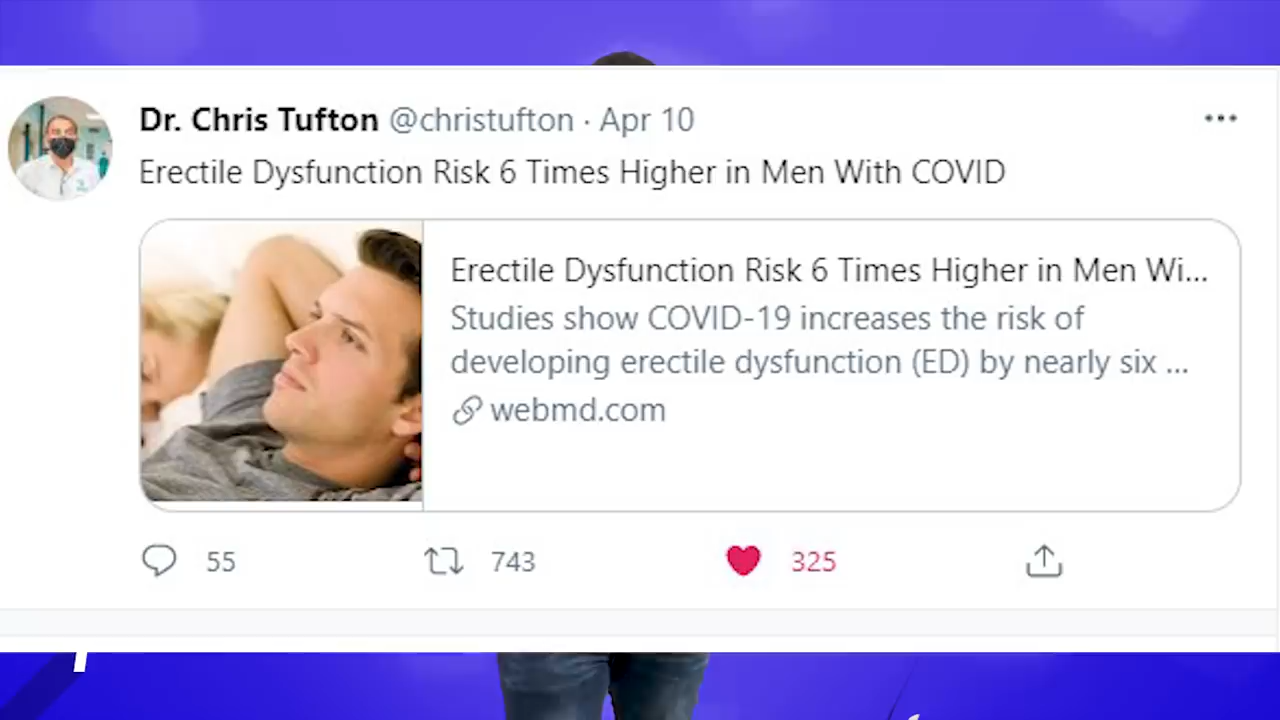 Dr. Chris Tufton @christufton · Apr 10
Erectile Dysfunction Risk 6 Times Higher in Men With COVID
Erectile Dysfunction Risk 6 Times Higher in Men Wi...
Studies show COVID-19 increases the risk of
developing erectile dysfunction (ED) by nearly six ...
webmd.com
55 743 325